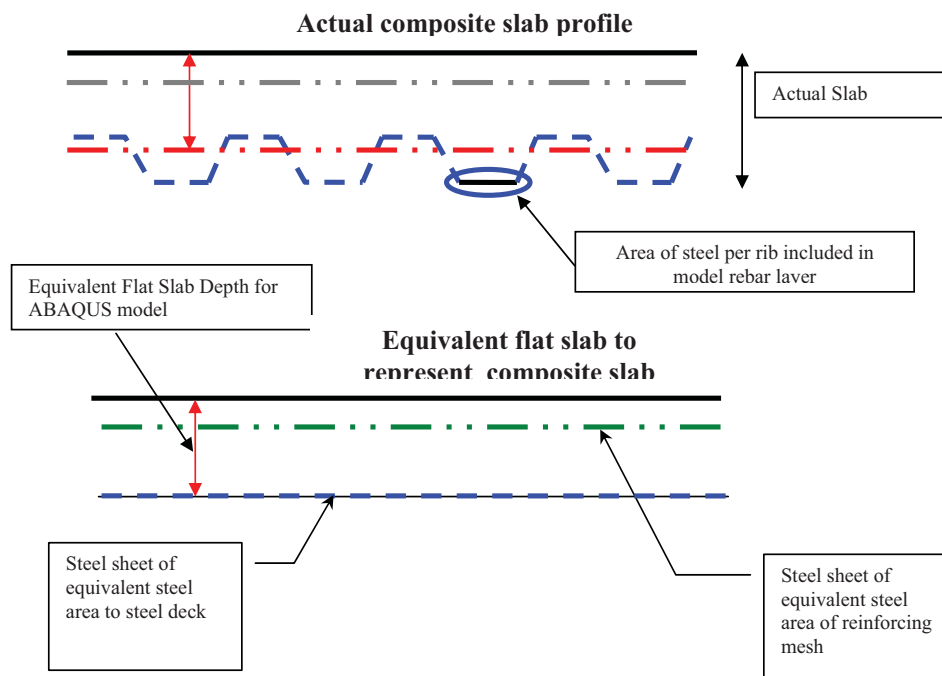 Actual composite slab profile
Actual Slab
Area of steel per rib included in
model rebar laver
Equivalent Flat Slab Depth for
ABAQUS model
Equivalent flat slab to
represent composite slab
Steel sheet of
equivalent steel
area to steel deck
Steel sheet of
equivalent steel
area of reinforcing
mesh